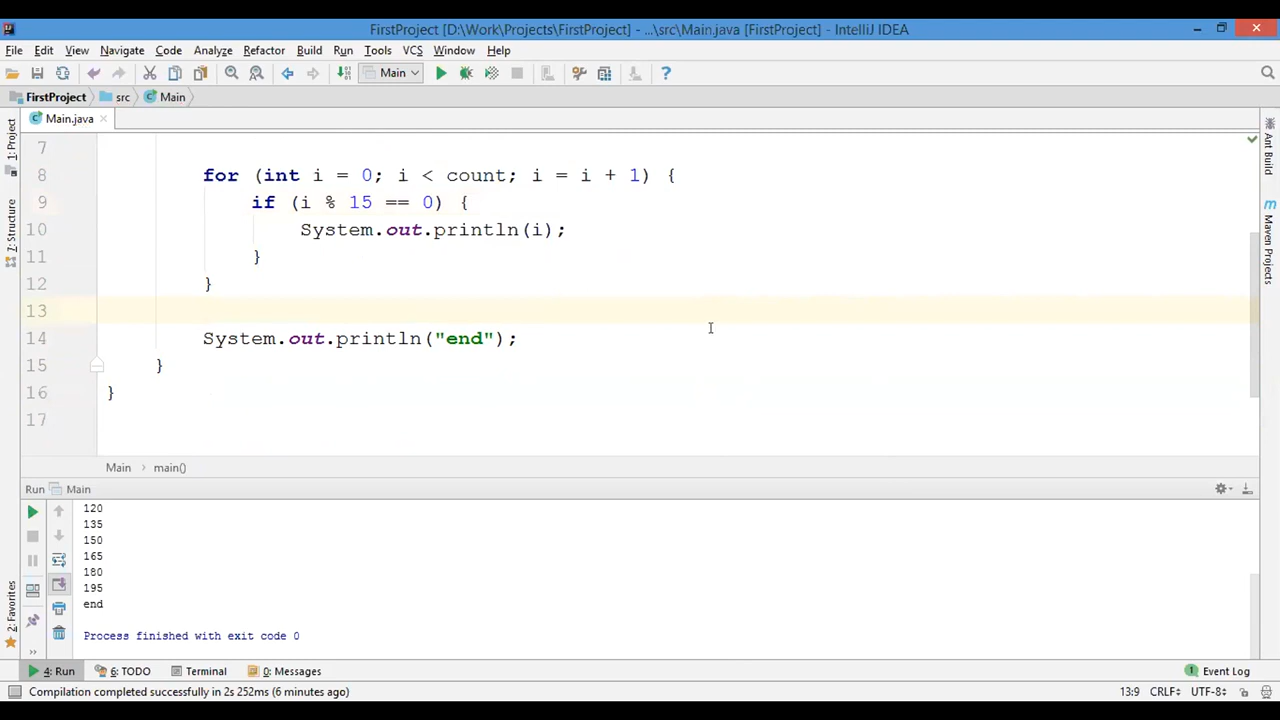 FirstProject [D:\Work\Projects\FirstProject] - ...\src\Main.java [FirstProject] - IntelliJ IDEA
File Edit View Navigate Code Analyze Refactor Build Run Tools VCS Window Help
Main
FirstProject src Main
Main.java
1: Project
Z: Structure
2: Favorites
Ant Build
Maven Projects
7
8 for (int i = 0; i < count; i = i + 1) {
9 if (i % 15 == 0) {
10 System.out.println(i);
11 }
12 }
13
14 System.out.println("end");
15 }
16 }
17
Main › main()
Run Main
120
135
150
165
180
195
end
Process finished with exit code 0
4: Run 6: TODO Terminal 0: Messages Event Log
Compilation completed successfully in 2s 252ms (6 minutes ago) 13:9 CRLF UTF-8